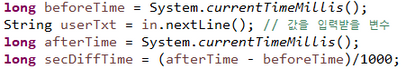 long beforeTime = System.currentTimeMillis();
String userTxt = in.nextLine(); // 값을 입력받을 변수
long afterTime = System.currentTimeMillis();
long secDiffTime = (afterTime - beforeTime)/1000;